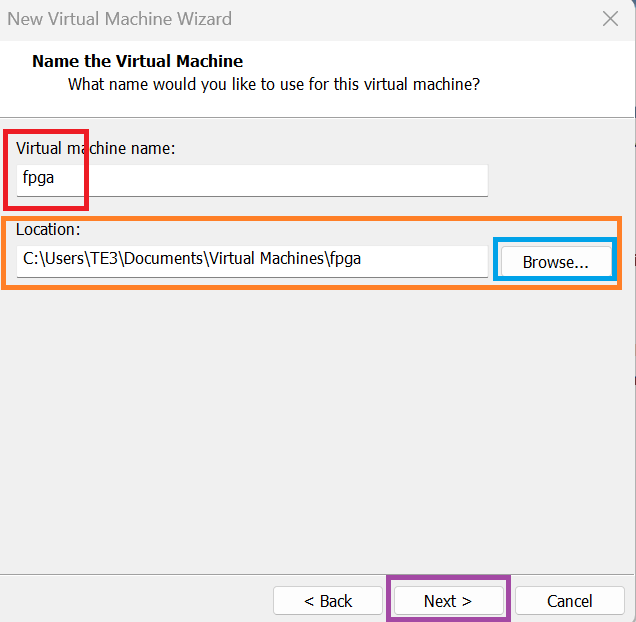 New Virtual Machine Wizard
Name the Virtual Machine
What name would you like to use for this virtual machine?
Virtual machine name:
fpga
Location:
C:\Users\TE3\Documents\Virtual Machines\fpga
Browse...
< Back
Next >
Cancel